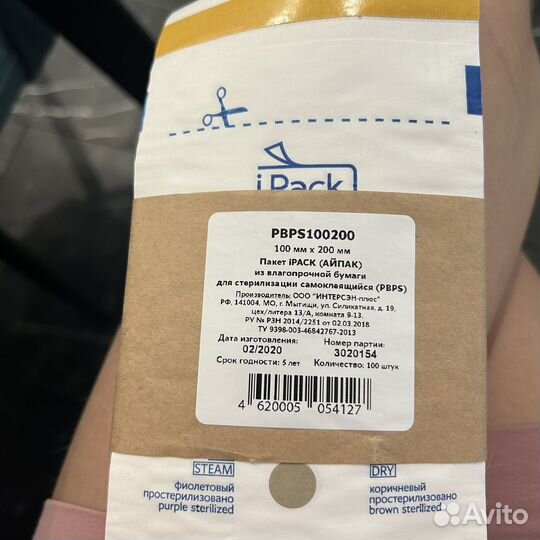 iPack
PBPS100200
100 мм x 200 мм
Пакет iPACK (АЙПАК)
из влагопрочной бумаги
для стерилизации самоклеящийся (PBPS)
Производитель: ООО "ИНТЕРСЭН-плюс"
РФ, 141004, МО, г. Мытищи, ул. Силикатная, д. 19,
цех/литера 13/А, комната 9-13.
РУ № РЗН 2014/2251 от 02.03.2018
ТУ 9398-003-46842767-2013
Дата изготовления: Номер партии:
02/2020 3020154
Срок годности: 5 лет Количество: 100 штук
4 620005 054127
STEAM DRY
фиолетовый коричневый
простерилизовано простерилизовано
purple sterilized brown sterilized
Avito